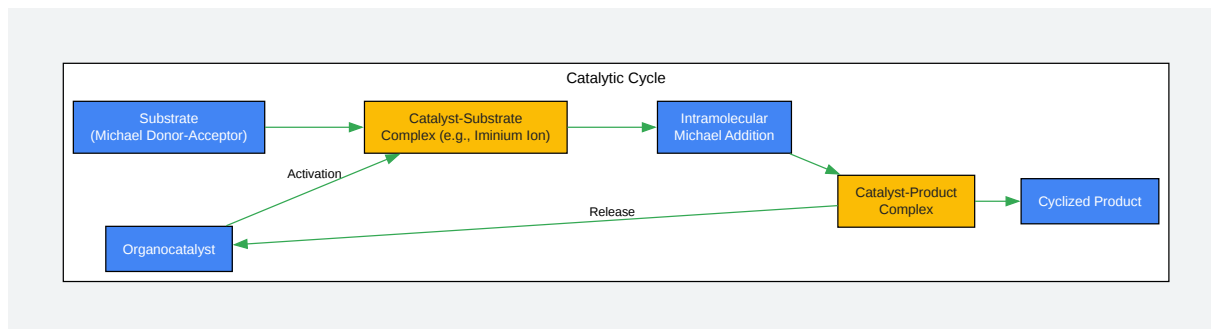 Catalytic Cycle
Substrate
(Michael Donor-Acceptor)
Catalyst-Substrate
Complex (e.g., Iminium Ion)
Intramolecular
Michael Addition
Activation
Catalyst-Product
Complex
Cyclized Product
Release
Organocatalyst